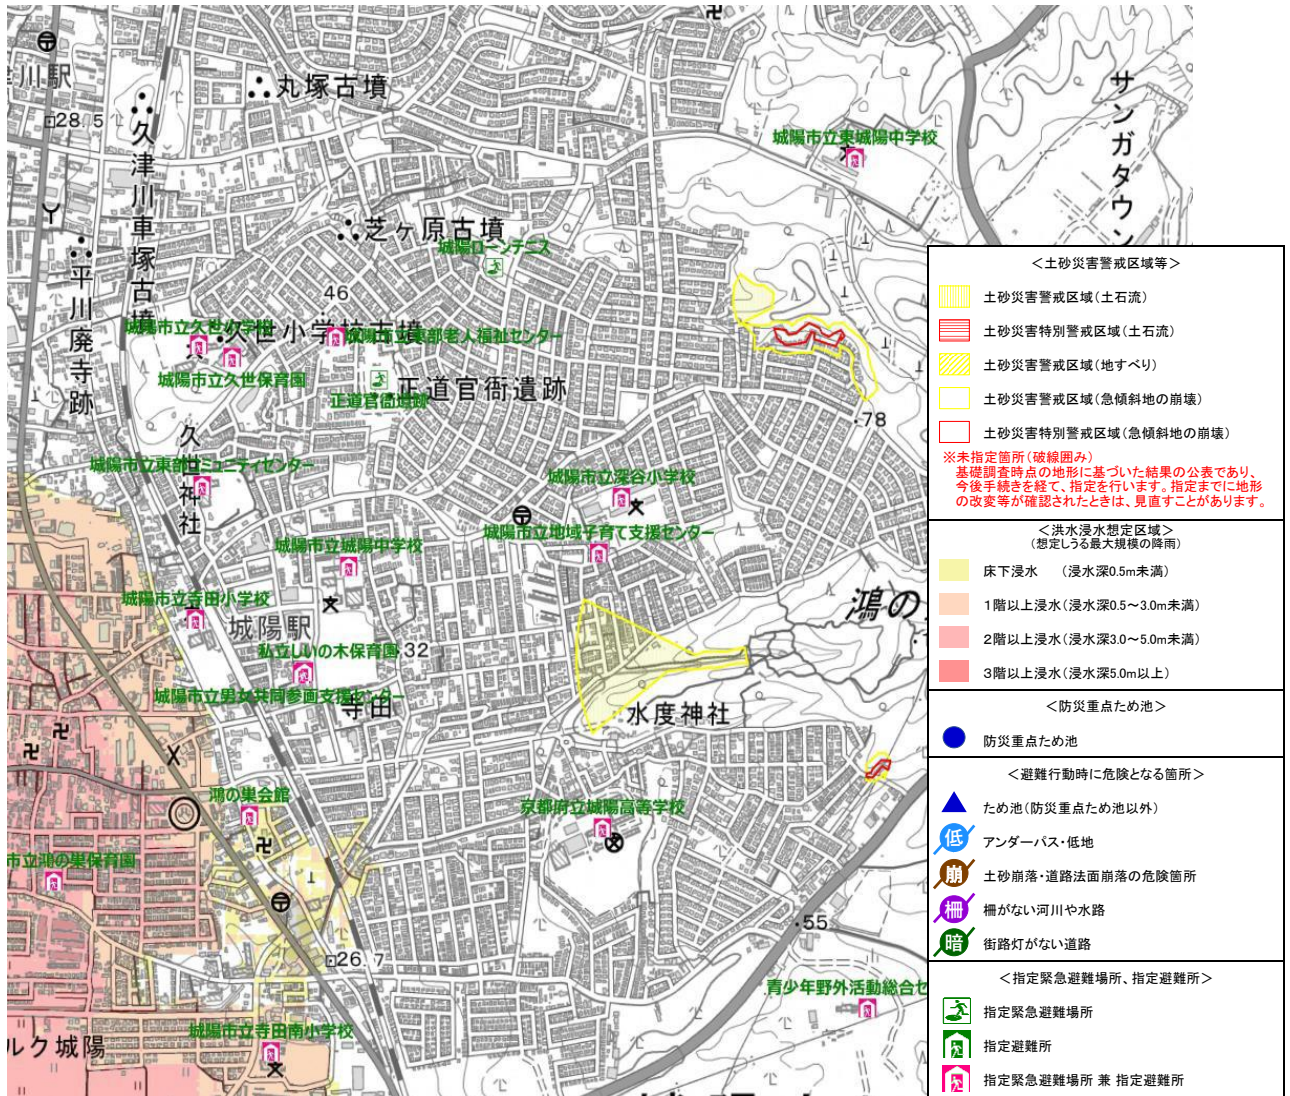 津川駅
丸塚古墳
28.5
久津川車塚古墳
サンガタウン
城陽市立東城陽中学校
芝ヶ原古墳
城陽ローンテニス
平川廃寺跡
46
城陽市立久世小学校
久世小学校古墳
城陽市立東部老人福祉センター
城陽市立久世保育園
正道官衙遺跡
正道官衙遺跡
78
久世神社
城陽市立東部コミュニティセンター
城陽市立深谷小学校
城陽市立地域子育て支援センター
城陽市立城陽中学校
城陽市立寺田小学校
城陽駅
鴻の
私立しいの木保育園
32
城陽市立男女共同参画支援センター
寺田
水度神社
鴻の巣会館
京都府立城陽高等学校
市立鴻の巣保育園
55
26.7
青少年野外活動総合セ
城陽市立寺田南小学校
ルク城陽
＜土砂災害警戒区域等＞
土砂災害警戒区域（土石流）
土砂災害特別警戒区域（土石流）
土砂災害警戒区域（地すべり）
土砂災害警戒区域（急傾斜地の崩壊）
土砂災害特別警戒区域（急傾斜地の崩壊）
※未指定箇所（破線囲み）
基礎調査時点の地形に基づいた結果の公表であり、
今後手続きを経て、指定を行います。指定までに地形
の改変等が確認されたときは、見直すことがあります。
＜洪水浸水想定区域＞
（想定しうる最大規模の降雨）
床下浸水　（浸水深0.5m未満）
１階以上浸水（浸水深0.5～3.0m未満）
２階以上浸水（浸水深3.0～5.0m未満）
３階以上浸水（浸水深5.0m以上）
＜防災重点ため池＞
防災重点ため池
＜避難行動時に危険となる箇所＞
ため池（防災重点ため池以外）
低 アンダーパス・低地
崩 土砂崩落・道路法面崩落の危険箇所
柵 柵がない河川や水路
暗 街路灯がない道路
＜指定緊急避難場所、指定避難所＞
指定緊急避難場所
指定避難所
指定緊急避難場所 兼 指定避難所